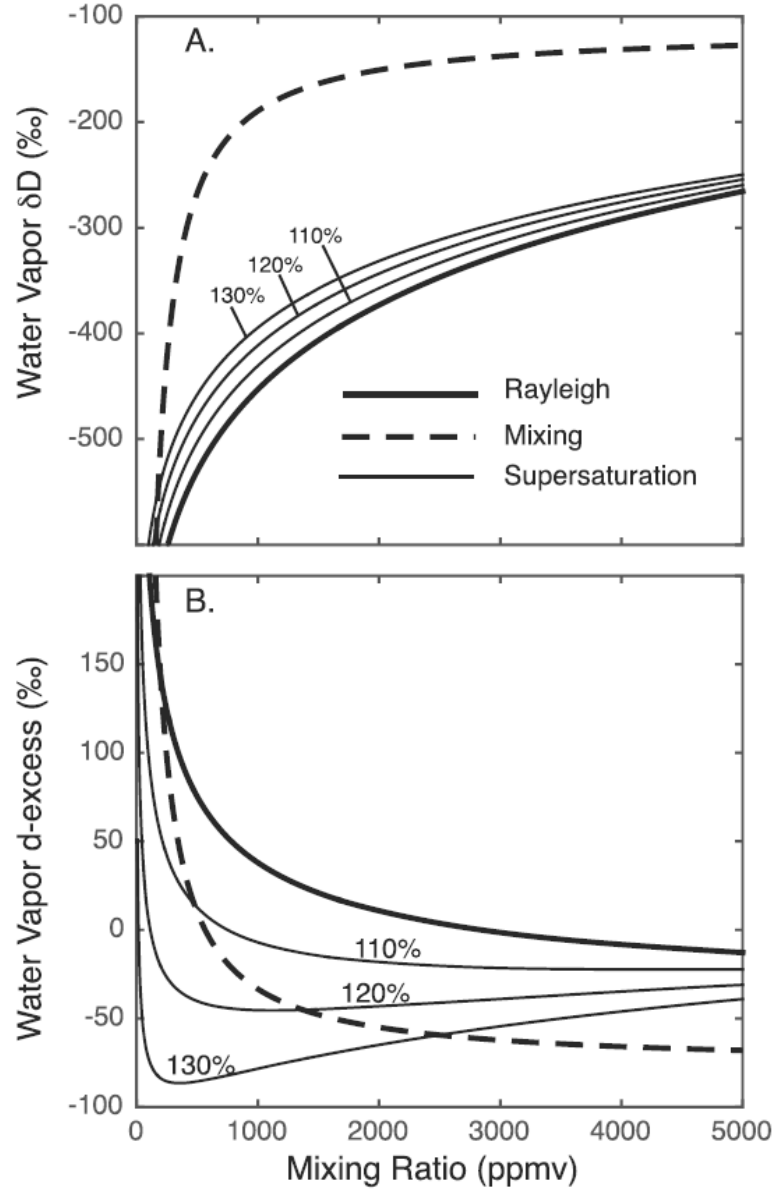 -100
A.
-200
110%
-300
120%
130%
-400
-500
Water Vapor δD (‰)
Rayleigh
Mixing
Supersaturation
B.
150
100
50
0
-50
-100
Water Vapor d-excess (‰)
110%
120%
130%
0 1000 2000 3000 4000 5000
Mixing Ratio (ppmv)